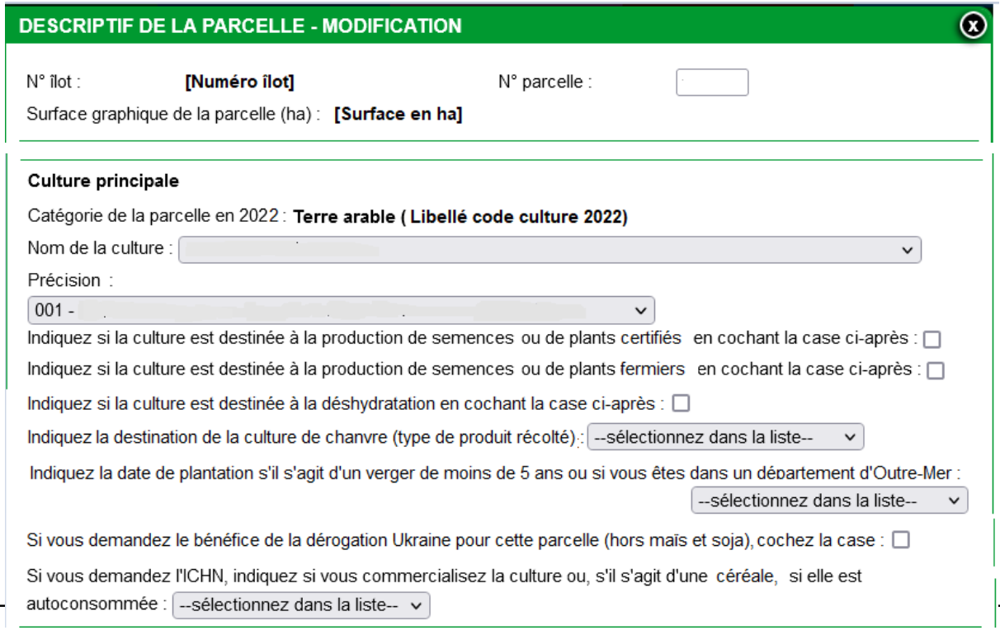 DESCRIPTIF DE LA PARCELLE - MODIFICATION
x
N° îlot : [Numéro îlot] N° parcelle :
Surface graphique de la parcelle (ha) : [Surface en ha]
Culture principale
Catégorie de la parcelle en 2022 : Terre arable ( Libellé code culture 2022)
Nom de la culture :
Précision :
001 -
Indiquez si la culture est destinée à la production de semences ou de plants certifiés en cochant la case ci-après :
Indiquez si la culture est destinée à la production de semences ou de plants fermiers en cochant la case ci-après :
Indiquez si la culture est destinée à la déshydratation en cochant la case ci-après :
Indiquez la destination de la culture de chanvre (type de produit récolté) : --sélectionnez dans la liste--
Indiquez la date de plantation s'il s'agit d'un verger de moins de 5 ans ou si vous êtes dans un département d'Outre-Mer :
--sélectionnez dans la liste--
Si vous demandez le bénéfice de la dérogation Ukraine pour cette parcelle (hors maïs et soja), cochez la case :
Si vous demandez l'ICHN, indiquez si vous commercialisez la culture ou, s'il s'agit d'une céréale, si elle est
autoconsommée : --sélectionnez dans la liste--